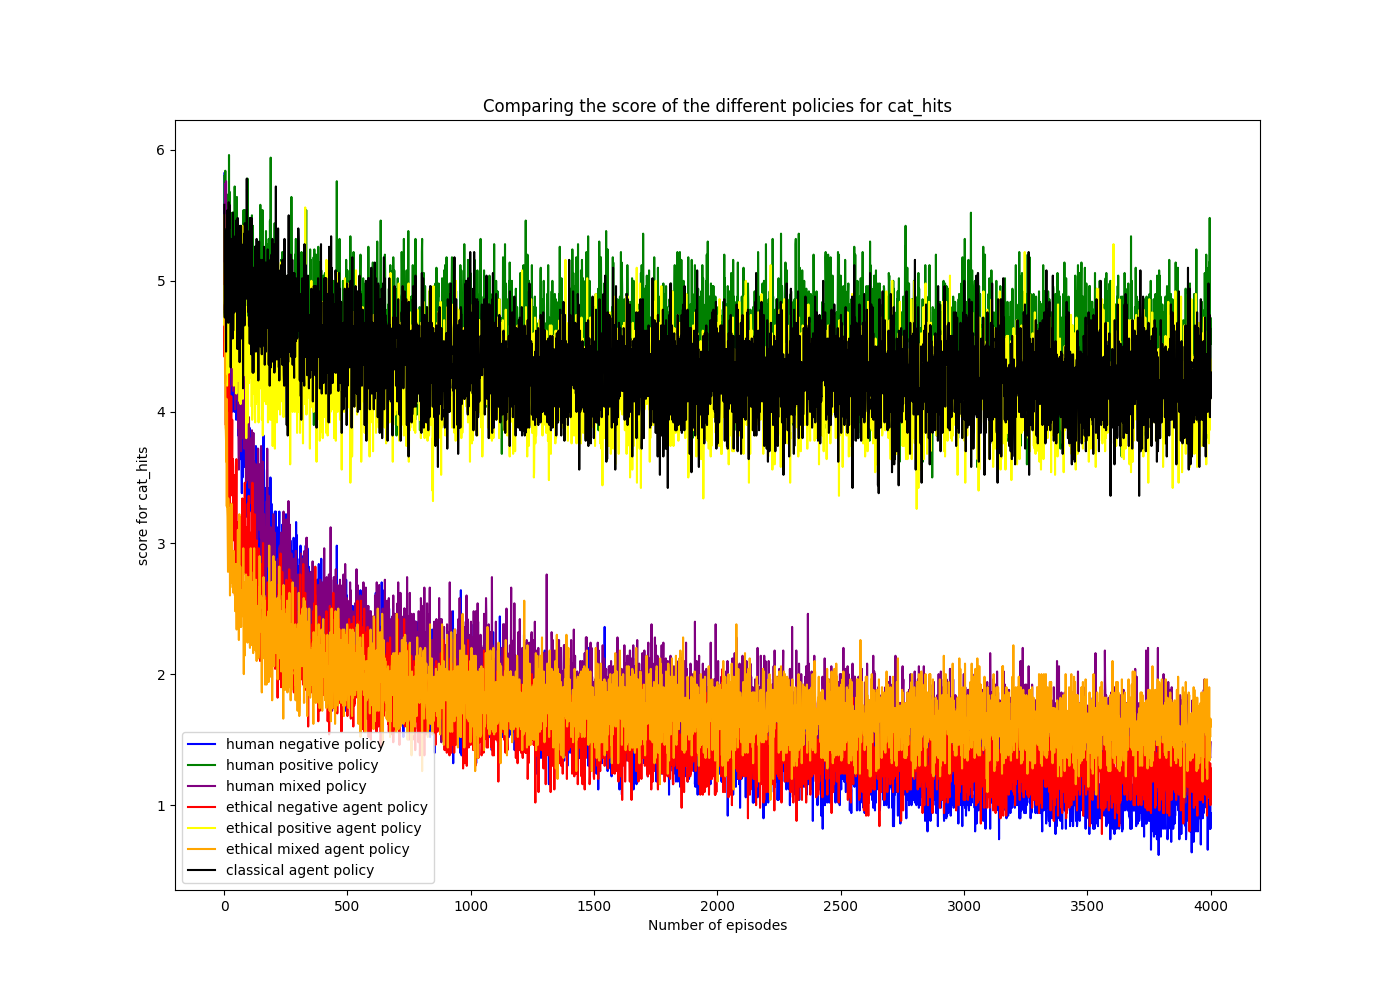 Comparing the score of the different policies for cat_hits
score for cat_hits
6
5
4
3
2
1
human negative policy
human positive policy
human mixed policy
ethical negative agent policy
ethical positive agent policy
ethical mixed agent policy
classical agent policy
0
500
1000
1500
2000
2500
3000
3500
4000
Number of episodes